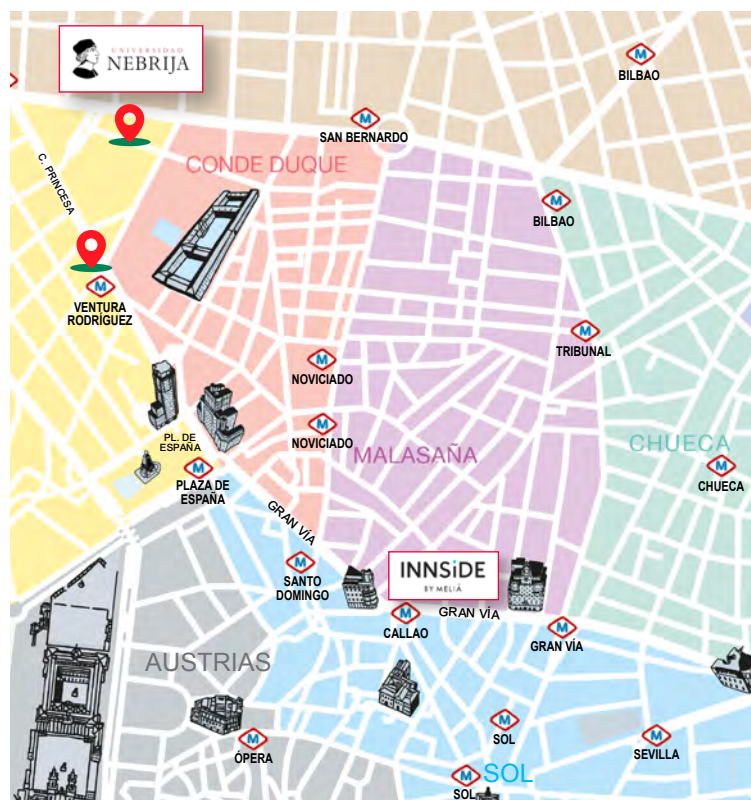 UNIVERSIDAD
NEBRIJA
M
BILBAO
M
SAN BERNARDO
CONDE DUQUE
C. PRINCESA
M
BILBAO
M
VENTURA
RODRÍGUEZ
M
TRIBUNAL
M
NOVICIADO
M
NOVICIADO
PL. DE
ESPAÑA
MALASAÑA
CHUECA
M
PLAZA DE
ESPAÑA
M
CHUECA
GRAN VÍA
M
SANTO
DOMINGO
INNSiDE
BY MELIÁ
GRAN VÍA
M
CALLAO
M
GRAN VÍA
AUSTRIAS
M
ÓPERA
M
SOL
M
SEVILLA
M
SOL
SOL